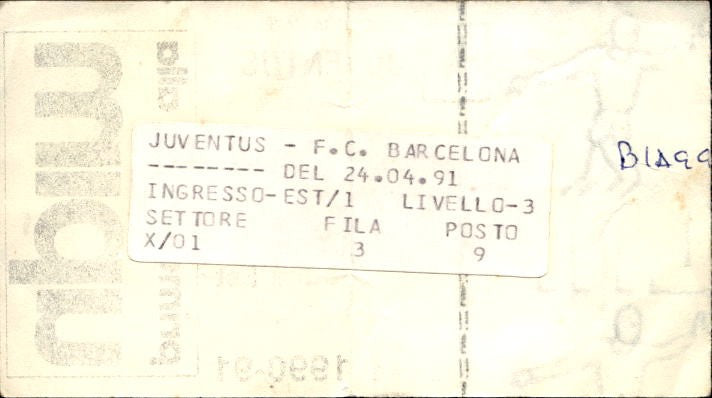 JUVENTUS - F.C. BARCELONA
-------- DEL 24.04.91
INGRESSO-EST/1 LIVELLO-3
SETTORE FILA POSTO
X/01 3 9
1990-91